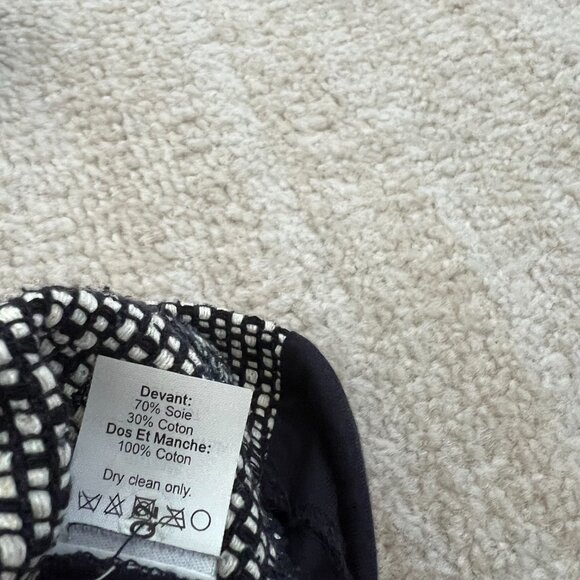 Devant:
70% Soie
30% Coton
Dos Et Manche:
100% Coton
Dry clean only.